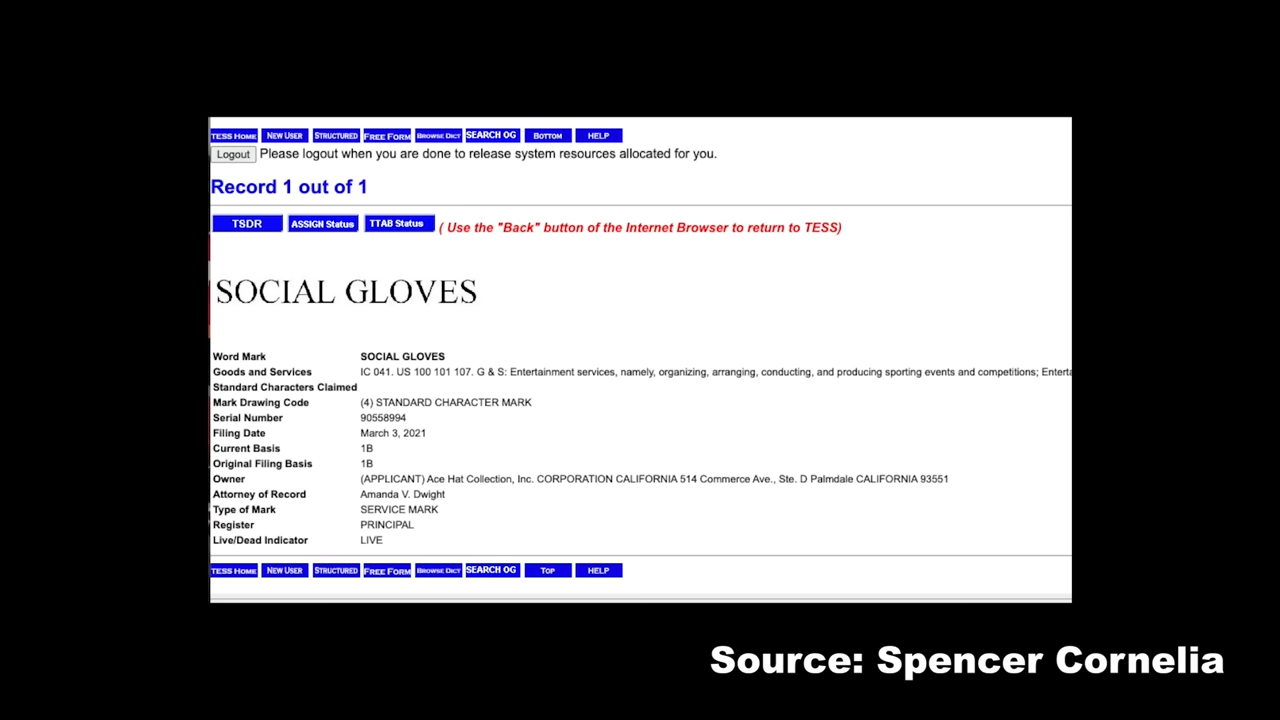 TESS HOME NEW USER STRUCTURED FREE FORM BROWSE DICT SEARCH OG BOTTOM HELP
Logout Please logout when you are done to release system resources allocated for you.
Record 1 out of 1
TSDR ASSIGN Status TTAB Status ( Use the "Back" button of the Internet Browser to return to TESS)
SOCIAL GLOVES
Word Mark SOCIAL GLOVES
Goods and Services IC 041. US 100 101 107. G & S: Entertainment services, namely, organizing, arranging, conducting, and producing sporting events and competitions; Enterta
Standard Characters Claimed
Mark Drawing Code (4) STANDARD CHARACTER MARK
Serial Number 90558994
Filing Date March 3, 2021
Current Basis 1B
Original Filing Basis 1B
Owner (APPLICANT) Ace Hat Collection, Inc. CORPORATION CALIFORNIA 514 Commerce Ave., Ste. D Palmdale CALIFORNIA 93551
Attorney of Record Amanda V. Dwight
Type of Mark SERVICE MARK
Register PRINCIPAL
Live/Dead Indicator LIVE
TESS HOME NEW USER STRUCTURED FREE FORM BROWSE DICT SEARCH OG TOP HELP
Source: Spencer Cornelia